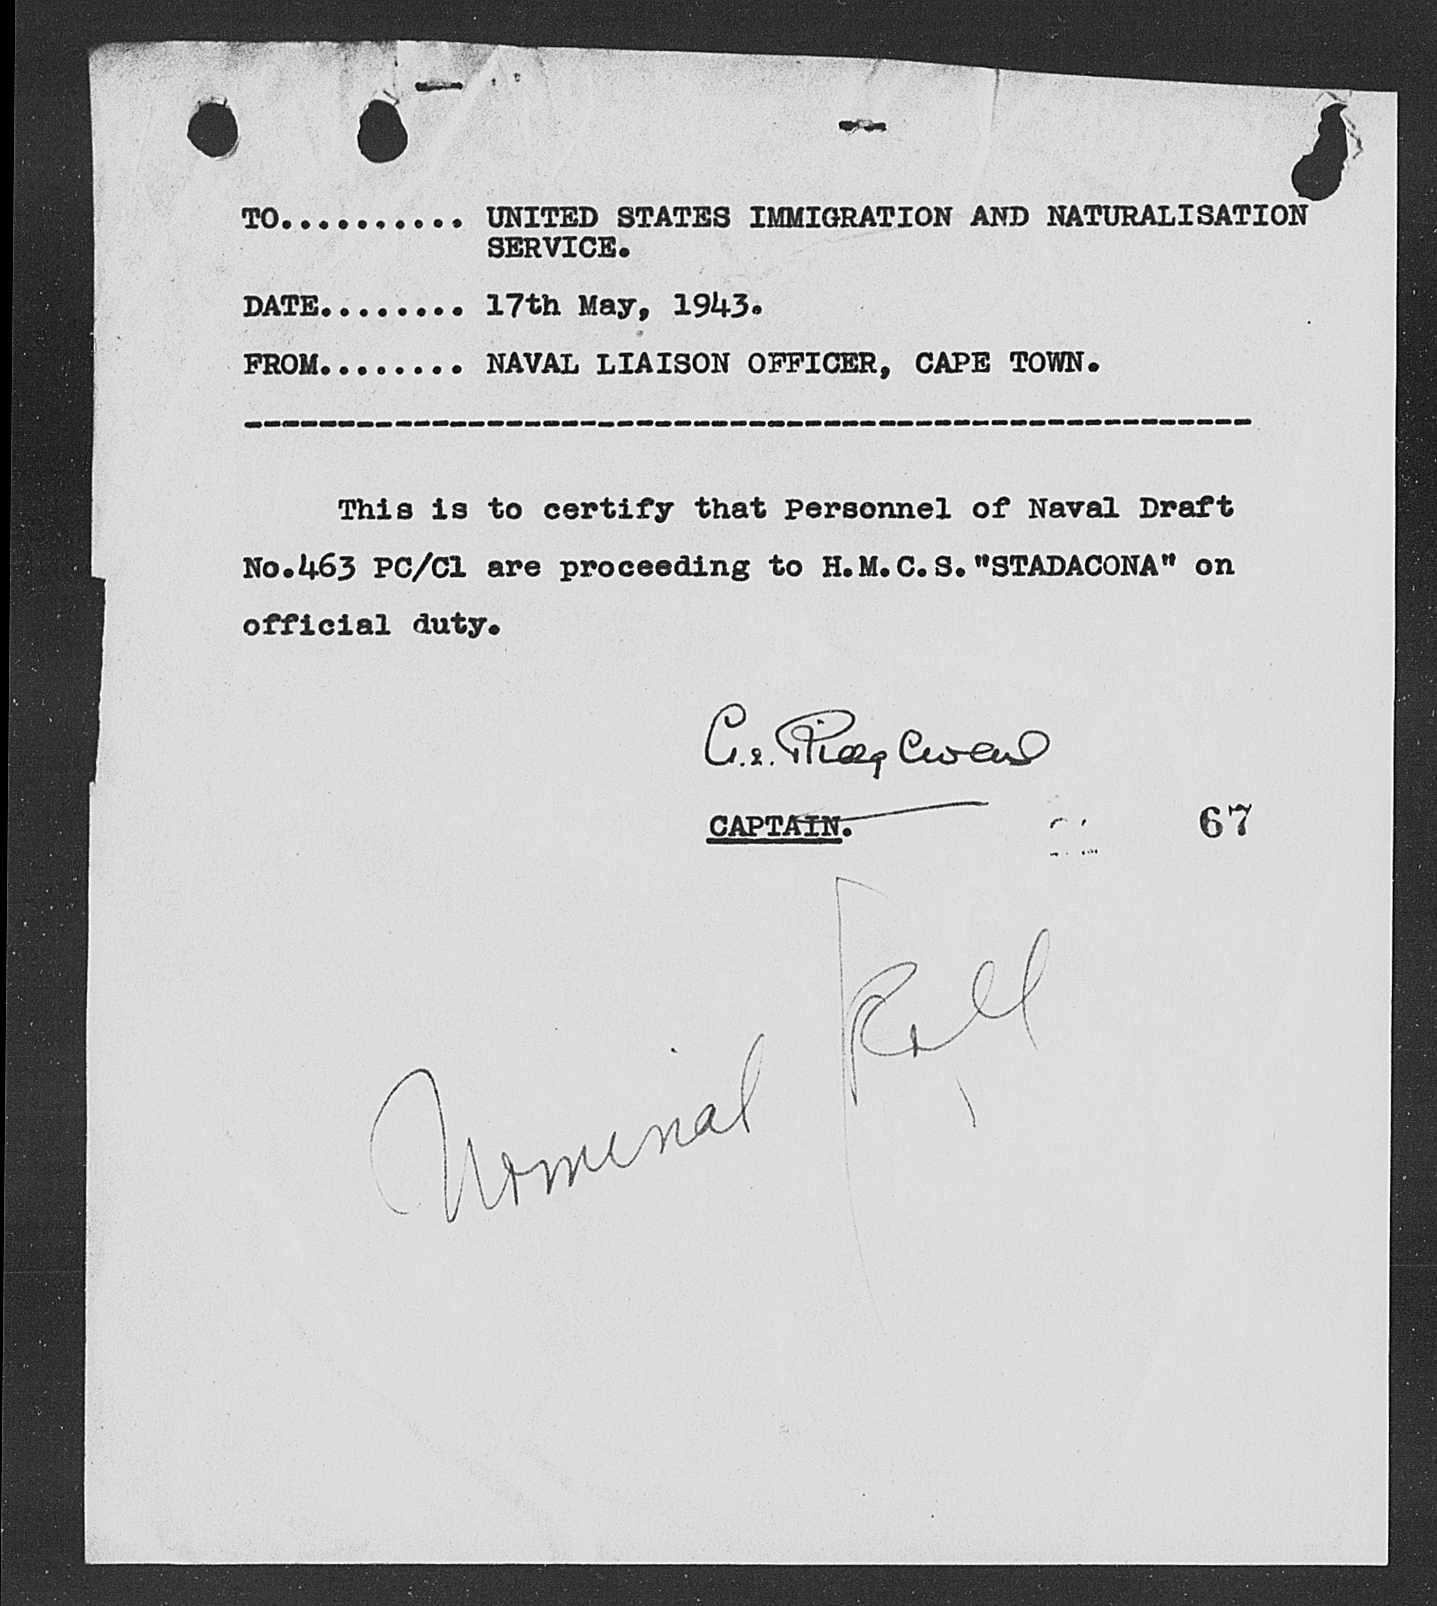 TO.......... UNITED STATES IMMIGRATION AND NATURALISATION
SERVICE.
DATE........ 17th May, 1943.
FROM........ NAVAL LIAISON OFFICER, CAPE TOWN.
-------------------------------------------------------
This is to certify that Personnel of Naval Draft
No.463 PC/C1 are proceeding to H.M.C.S."STADACONA" on
official duty.
CAPTAIN.
67
Nominal Roll